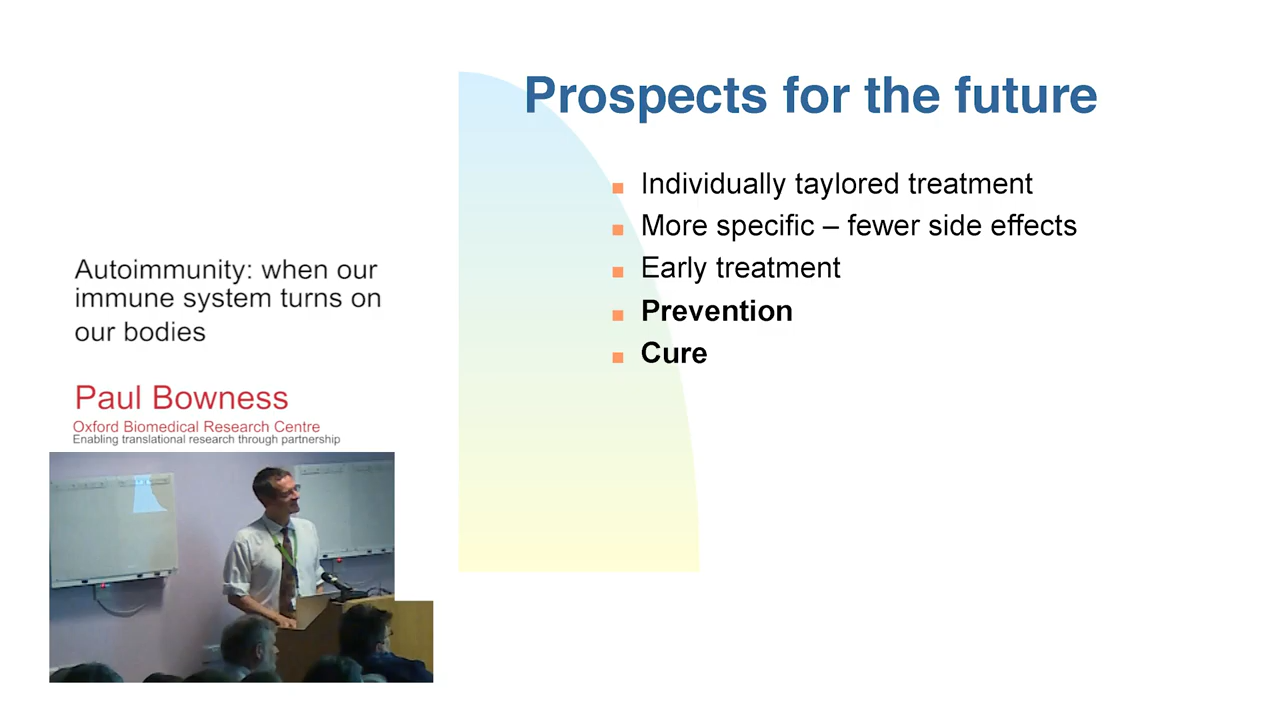 Prospects for the future
Individually taylored treatment
More specific – fewer side effects
Early treatment
Prevention
Cure
Autoimmunity: when our
immune system turns on
our bodies
Paul Bowness
Oxford Biomedical Research Centre
Enabling translational research through partnership